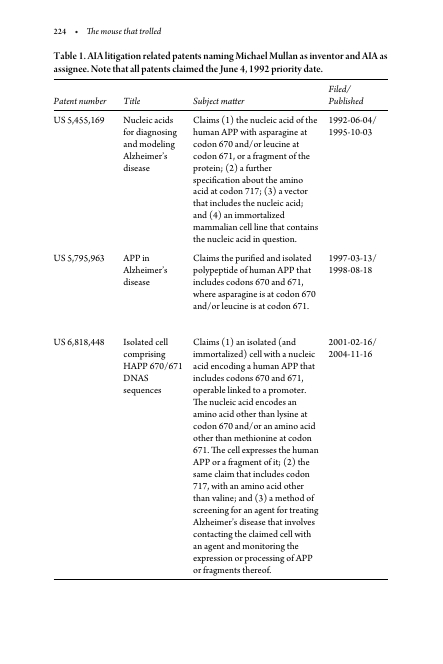 224 • The mouse that trolled
Table 1. AIA litigation related patents naming Michael Mullan as inventor and AIA as
assignee. Note that all patents claimed the June 4, 1992 priority date.
Filed/
Patent number Title Subject matter Published
US 5,455,169 Nucleic acids Claims (1) the nucleic acid of the 1992-06-04/
for diagnosing human APP with asparagine at 1995-10-03
and modeling codon 670 and/or leucine at
Alzheimer's codon 671, or a fragment of the
disease protein; (2) a further
specification about the amino
acid at codon 717; (3) a vector
that includes the nucleic acid;
and (4) an immortalized
mammalian cell line that contains
the nucleic acid in question.
US 5,795,963 APP in Claims the purified and isolated 1997-03-13/
Alzheimer's polypeptide of human APP that 1998-08-18
disease includes codons 670 and 671,
where asparagine is at codon 670
and/or leucine is at codon 671.
US 6,818,448 Isolated cell Claims (1) an isolated (and 2001-02-16/
comprising immortalized) cell with a nucleic 2004-11-16
HAPP 670/671 acid encoding a human APP that
DNAS includes codons 670 and 671,
sequences operable linked to a promoter.
The nucleic acid encodes an
amino acid other than lysine at
codon 670 and/or an amino acid
other than methionine at codon
671. The cell expresses the human
APP or a fragment of it; (2) the
same claim that includes codon
717, with an amino acid other
than valine; and (3) a method of
screening for an agent for treating
Alzheimer's disease that involves
contacting the claimed cell with
an agent and monitoring the
expression or processing of APP
or fragments thereof.